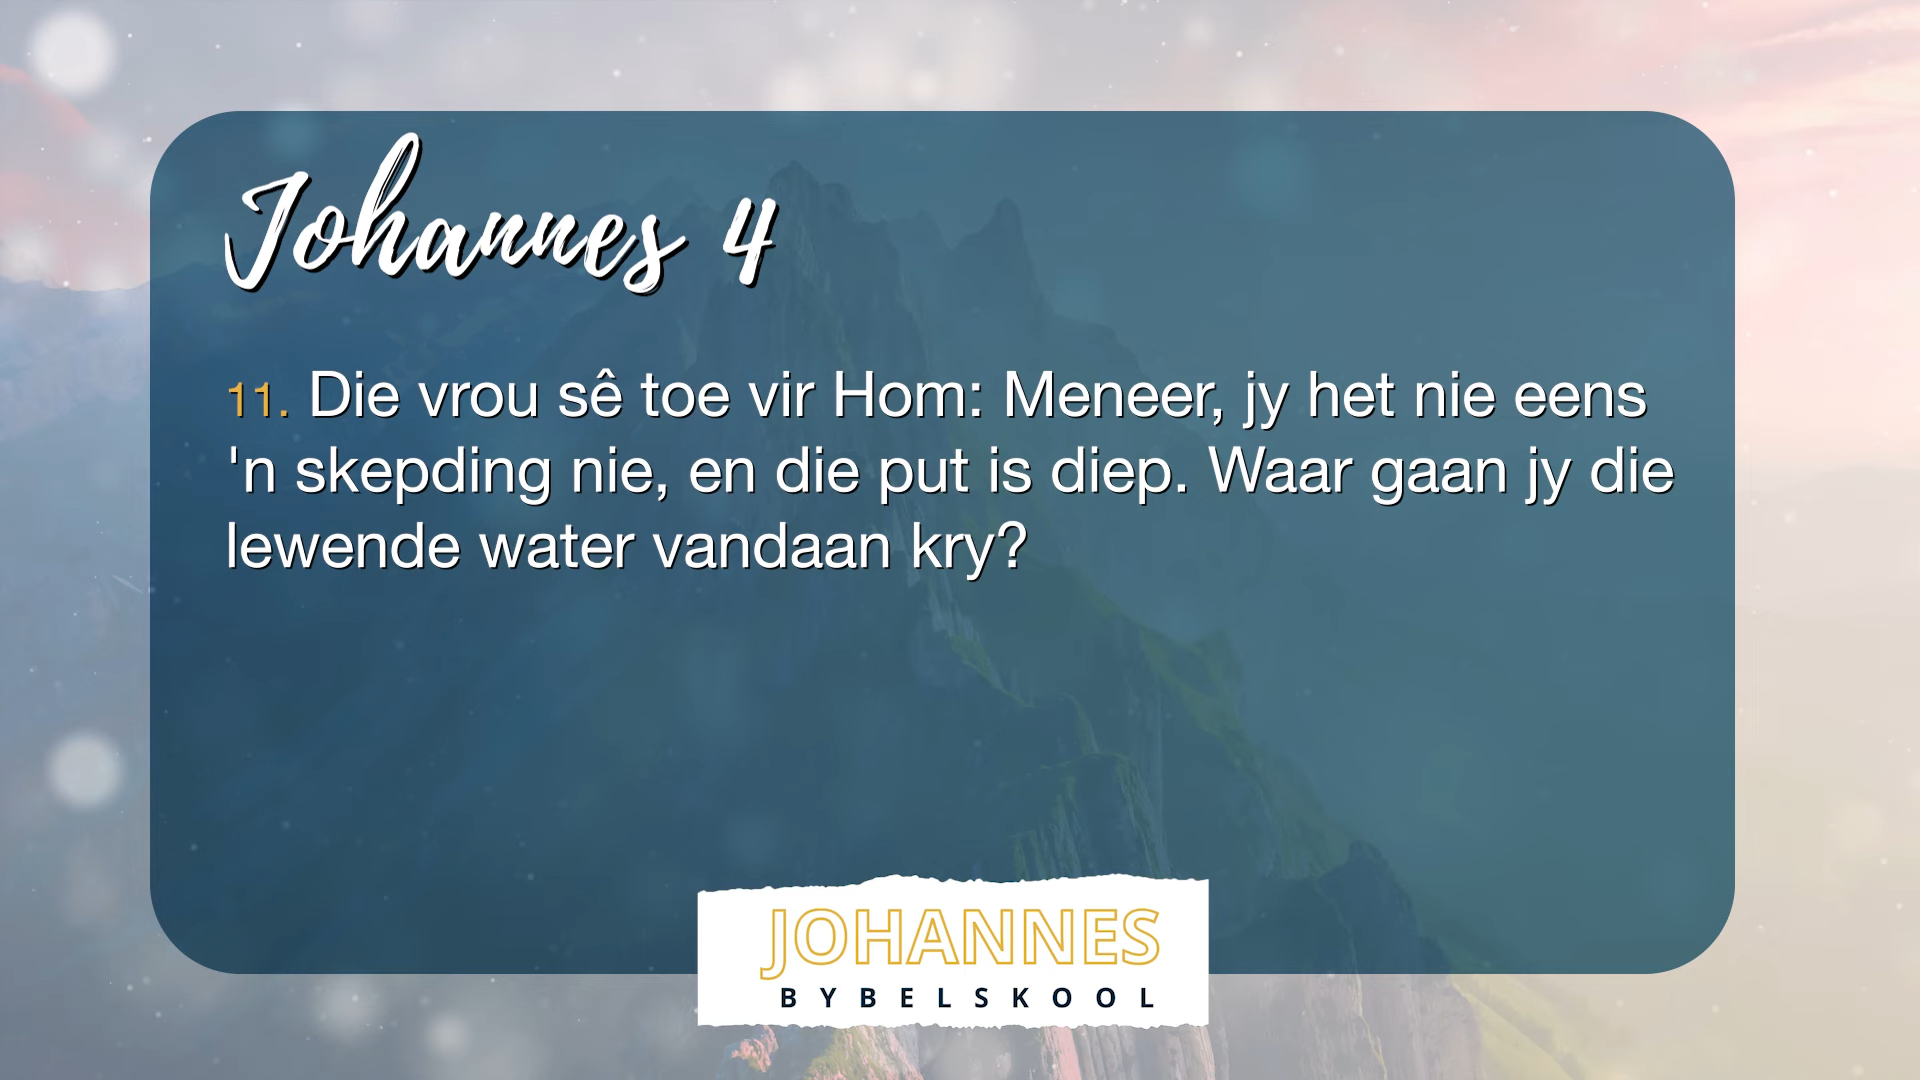 Johannes 4
11. Die vrou sê toe vir Hom: Meneer, jy het nie eens
'n skepding nie, en die put is diep. Waar gaan jy die
lewende water vandaan kry?
JOHANNES
BYBELSKOOL